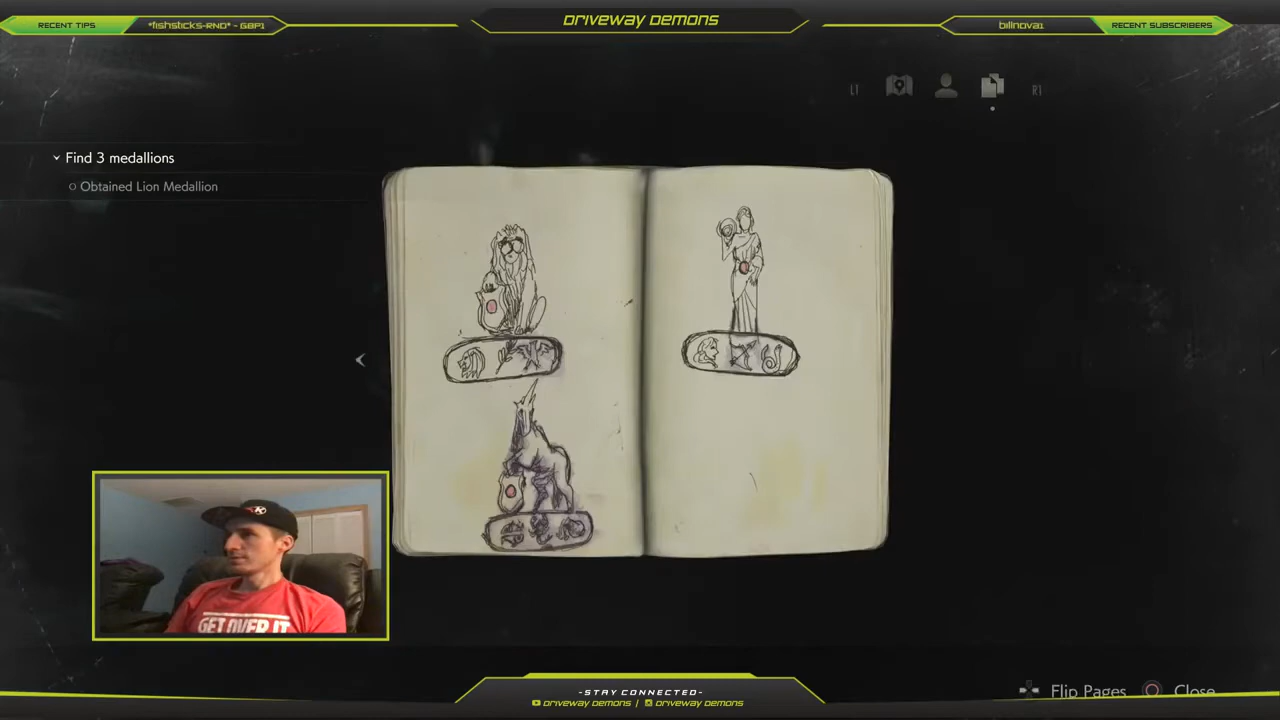 RECENT TIPS
*fishsticks-RND* - GBP1
DRIVEWAY DEMONS
billnova1
RECENT SUBSCRIBERS
L1
R1
Find 3 medallions
Obtained Lion Medallion
GET OVER IT
-STAY CONNECTED-
DRIVEWAY DEMONS | DRIVEWAY DEMONS
Flip Pages
Close